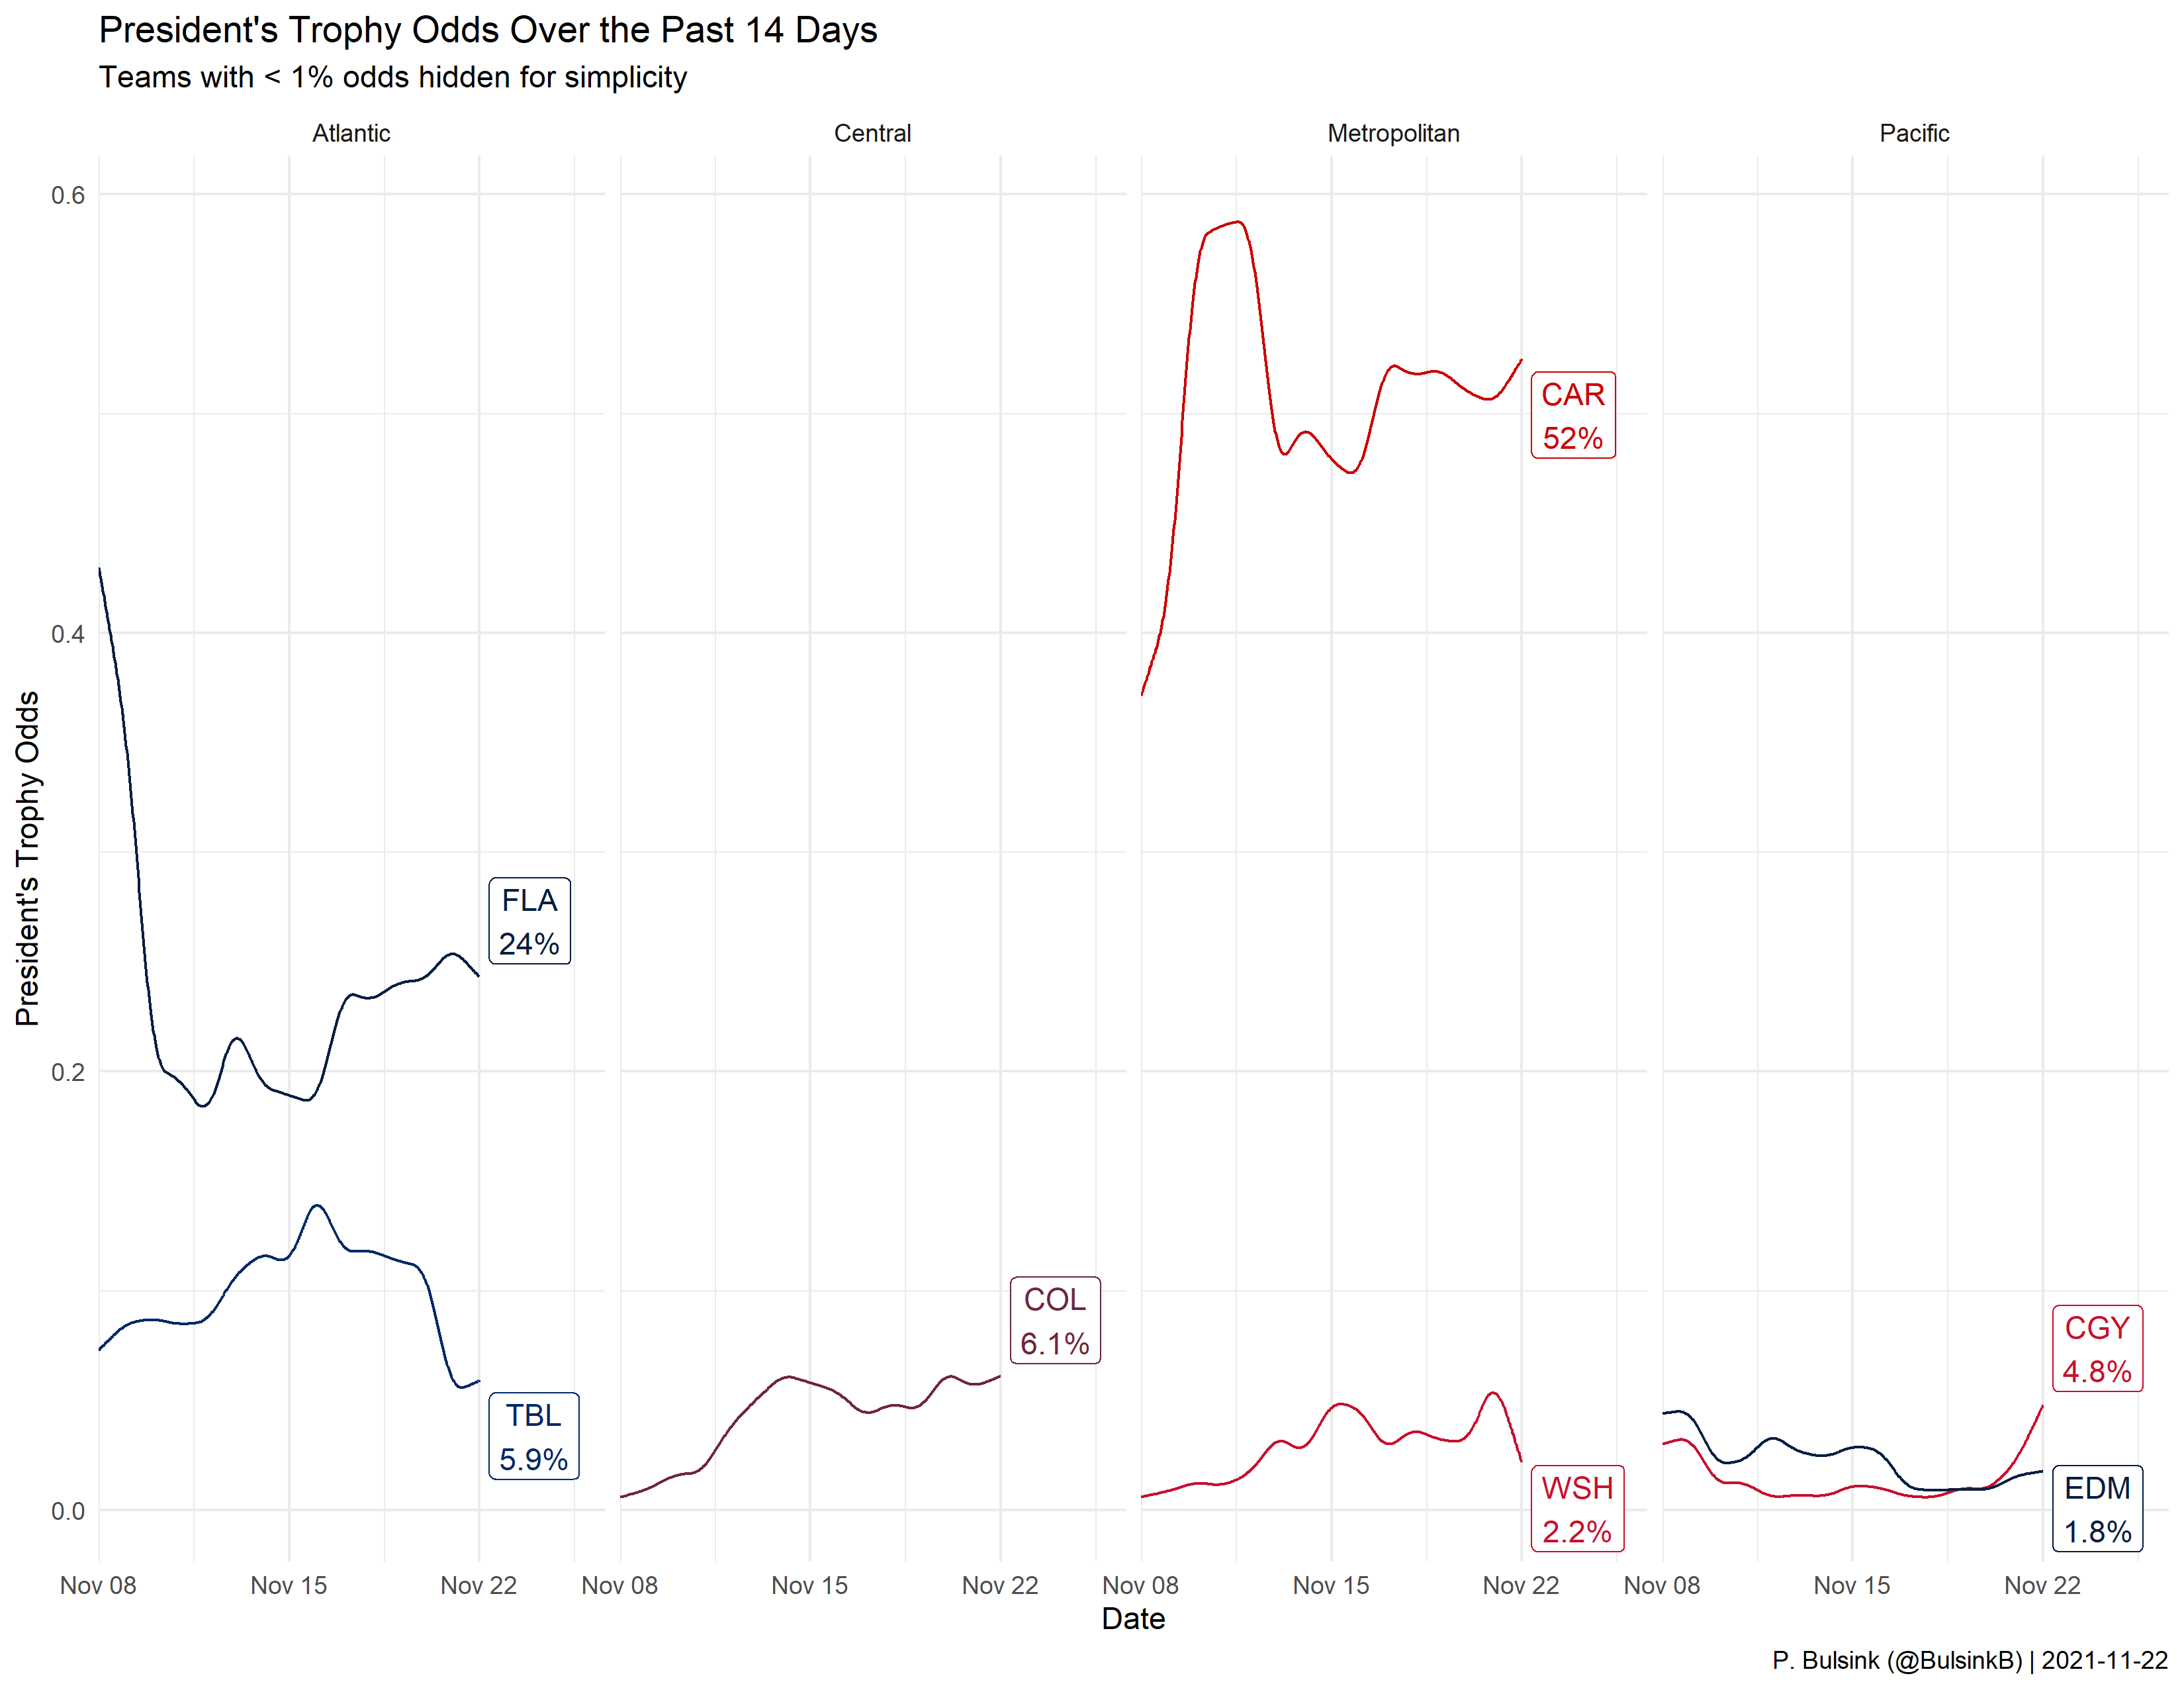 President's Trophy Odds Over the Past 14 Days
Teams with < 1% odds hidden for simplicity
Atlantic
Central
Metropolitan
Pacific
President's Trophy Odds
0.6
0.4
0.2
0.0
FLA
24%
TBL
5.9%
COL
6.1%
CAR
52%
WSH
2.2%
CGY
4.8%
EDM
1.8%
Nov 08
Nov 15
Nov 22
Nov 08
Nov 15
Nov 22
Nov 08
Nov 15
Nov 22
Nov 08
Nov 15
Nov 22
Date
P. Bulsink (@BulsinkB) | 2021-11-22